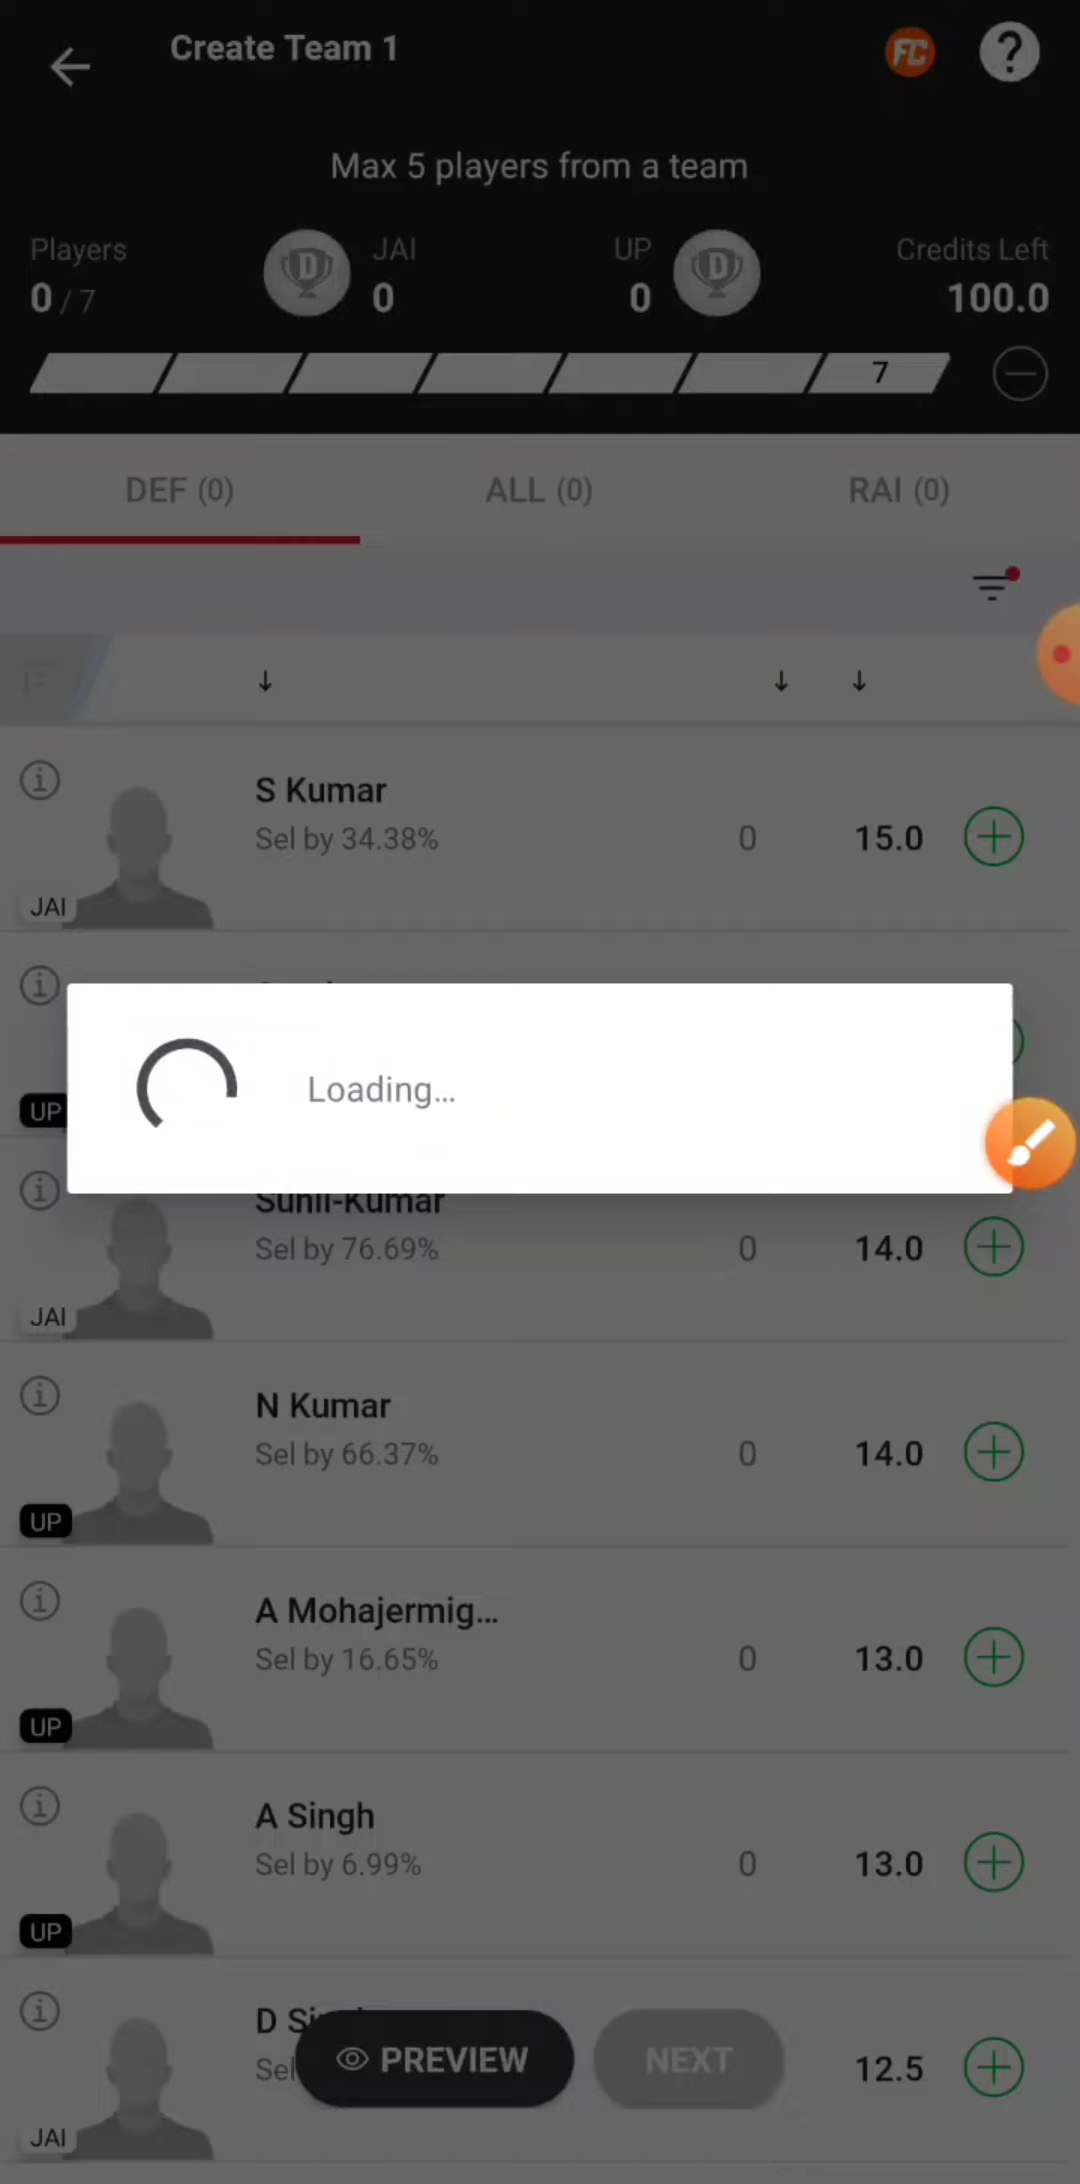 Create Team 1
FC
?
Max 5 players from a team
Players
0 / 7
D
JAI
0
UP
0
D
Credits Left
100.0
7
DEF (0)
ALL (0)
RAI (0)
S Kumar
Sel by 34.38%
0
15.0
JAI
UP
Loading...
Sunil-Kumar
Sel by 76.69%
0
14.0
JAI
N Kumar
Sel by 66.37%
0
14.0
UP
A Mohajermig...
Sel by 16.65%
0
13.0
UP
A Singh
Sel by 6.99%
0
13.0
UP
D
Sel
12.5
JAI
PREVIEW
NEXT